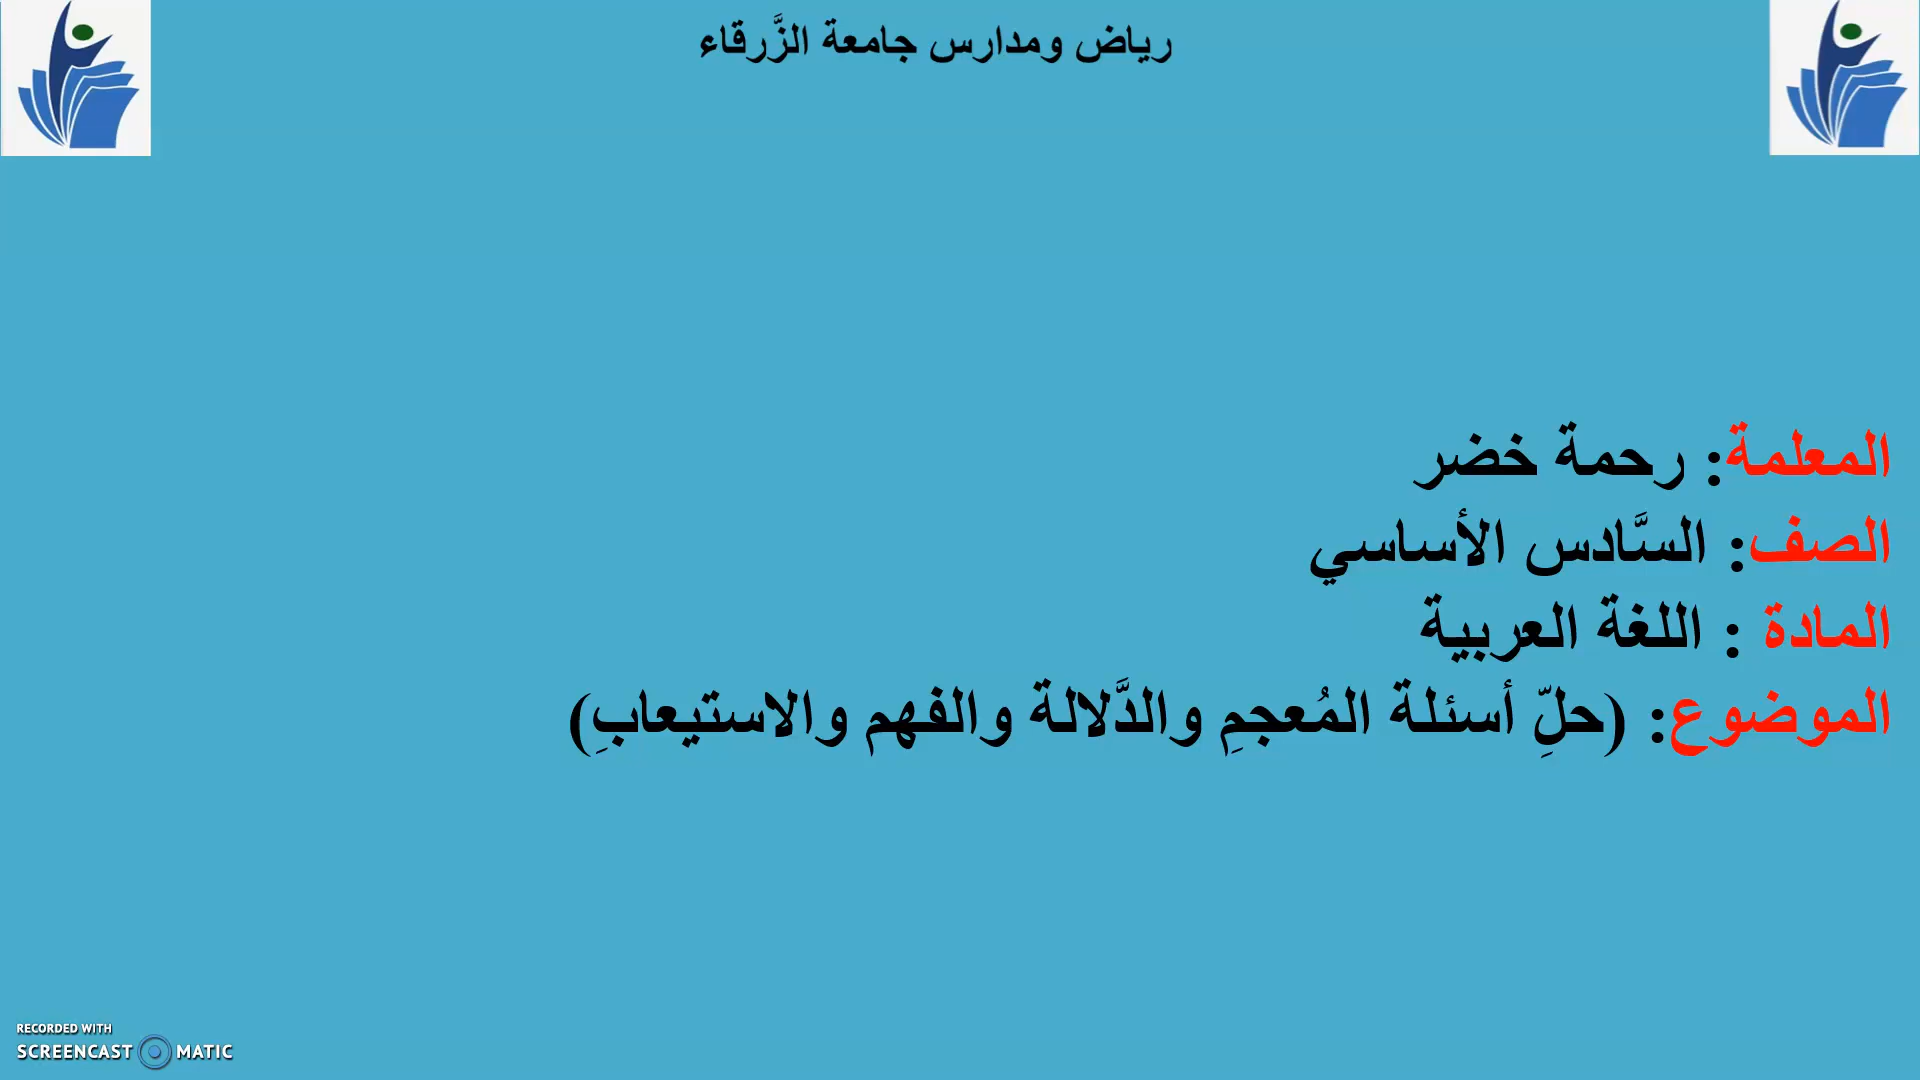 رياض ومدارس جامعة الزَّرقاء
المعلمة: رحمة خضر
الصف: السَّادس الأساسي
المادة : اللغة العربية
الموضوع: (حلِّ أسئلة المُعجمِ والدَّلالة والفهم والاستيعابِ)
RECORDED WITH
SCREENCAST MATIC